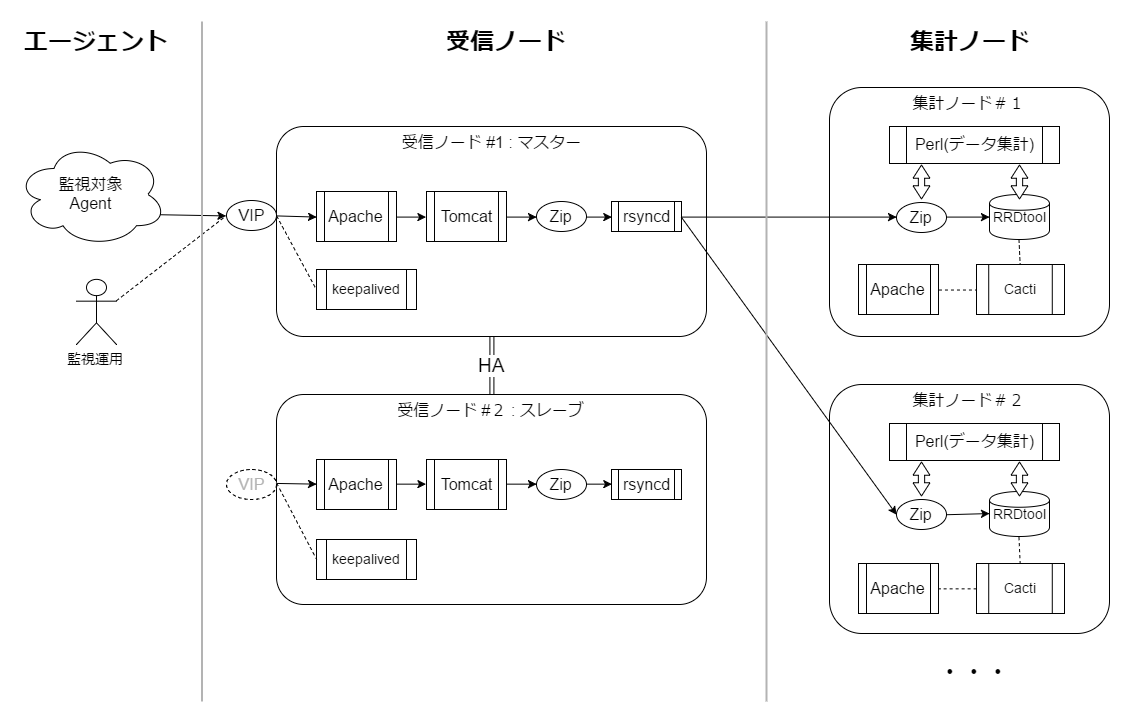 エージェント
受信ノード
集計ノード
監視対象
Agent
監視運用
VIP
受信ノード #1 : マスター
Apache
Tomcat
Zip
rsyncd
keepalived
HA
受信ノード＃2 : スレーブ
VIP
Apache
Tomcat
Zip
rsyncd
keepalived
集計ノード＃ 1
Perl(データ集計)
Zip
RRDtool
Apache
Cacti
集計ノード＃ 2
Perl(データ集計)
Zip
RRDtool
Apache
Cacti
・・・